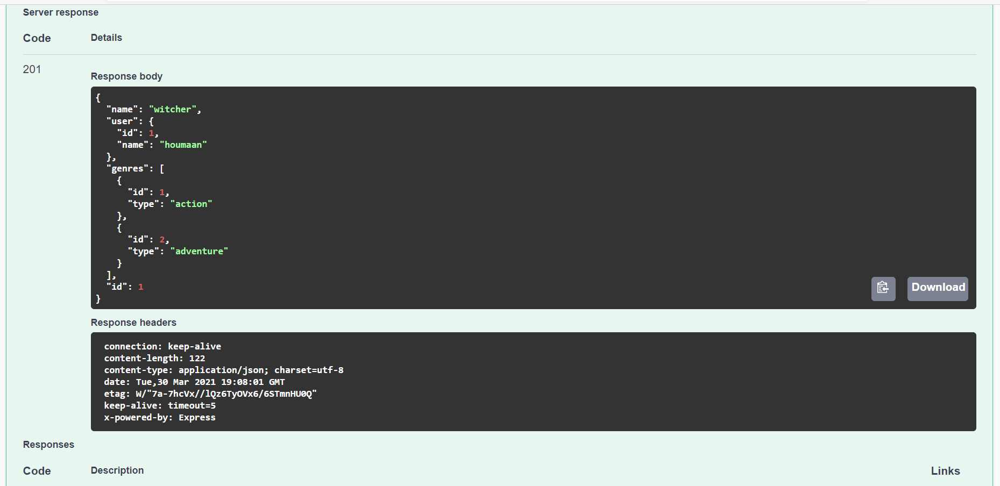 Server response
Code Details
201
Response body
{
  "name": "witcher",
  "user": {
    "id": 1,
    "name": "houmaan"
  },
  "genres": [
    {
      "id": 1,
      "type": "action"
    },
    {
      "id": 2,
      "type": "adventure"
    }
  ],
  "id": 1
}
Download
Response headers
connection: keep-alive
content-length: 122
content-type: application/json; charset=utf-8
date: Tue,30 Mar 2021 19:08:01 GMT
etag: W/"7a-7hcVx//lQz6TyOVx6/6STmnHU0Q"
keep-alive: timeout=5
x-powered-by: Express
Responses
Code Description Links